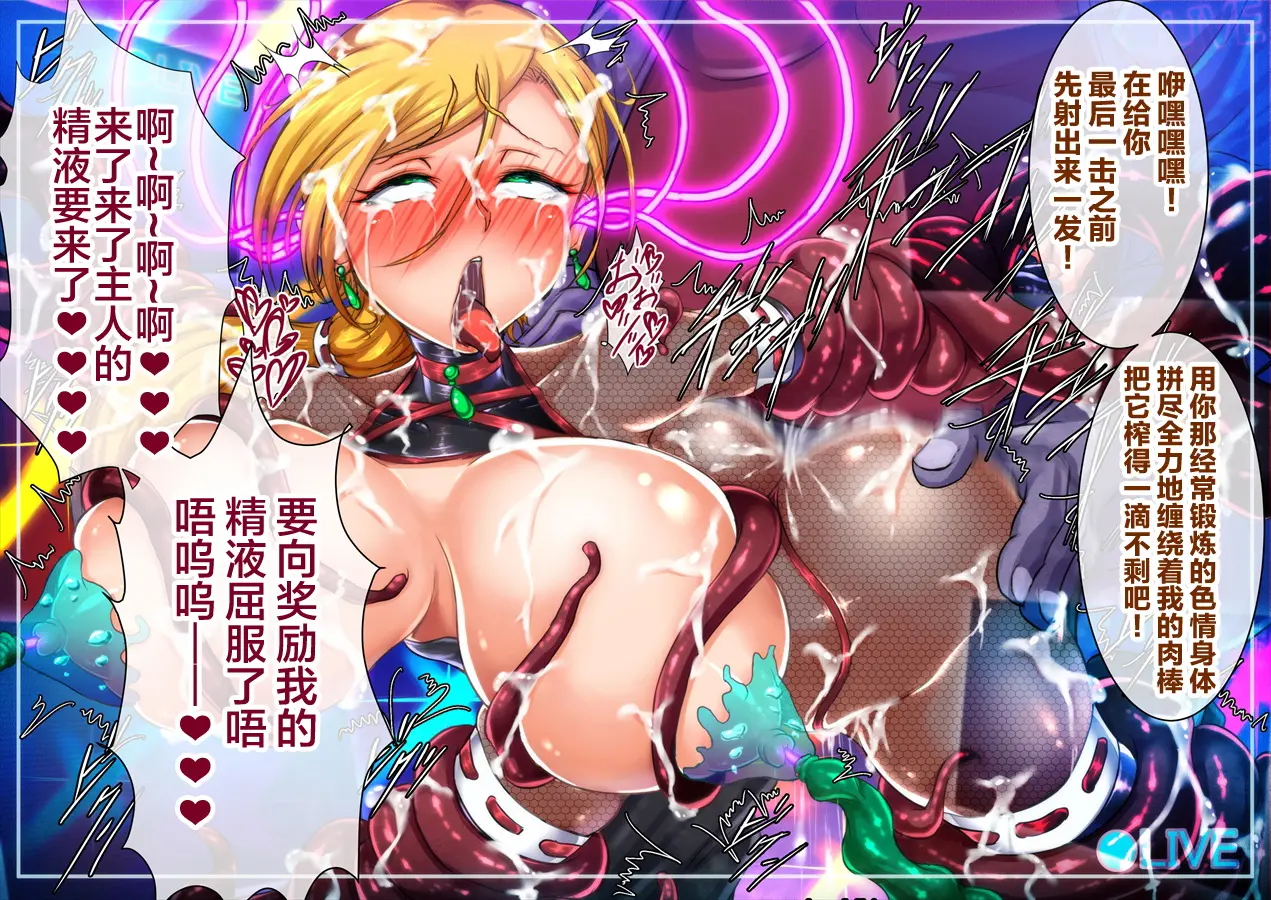 咿嘿嘿嘿！
在给你
最后一击之前
先射出来一发！
用你那经常锻炼的色情身体
拼尽全力地缠绕着我的肉棒
把它榨得一滴不剩吧！
啊~啊~啊~啊❤❤❤
来了来了主人的
精液要来了❤❤❤❤
要向奖励我的
精液屈服了唔
唔呜呜——❤❤❤
LIVE